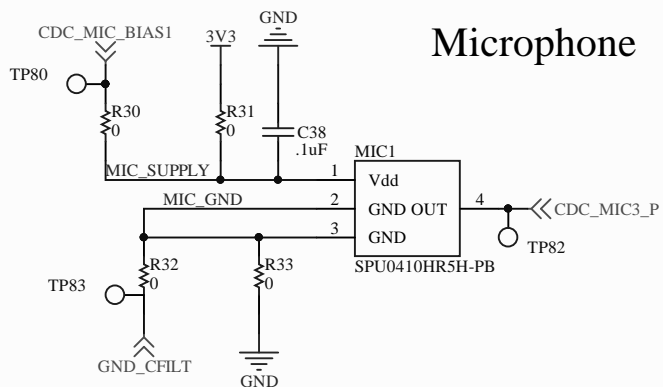 GND
CDC_MIC_BIAS1
3V3
Microphone
TP80
R30
0
R31
0
C38
.1uF
MIC1
MIC_SUPPLY
1
Vdd
MIC_GND
2
GND OUT
4
CDC_MIC3_P
3
GND
TP82
R32
0
R33
0
SPU0410HR5H-PB
TP83
GND_CFILT
GND